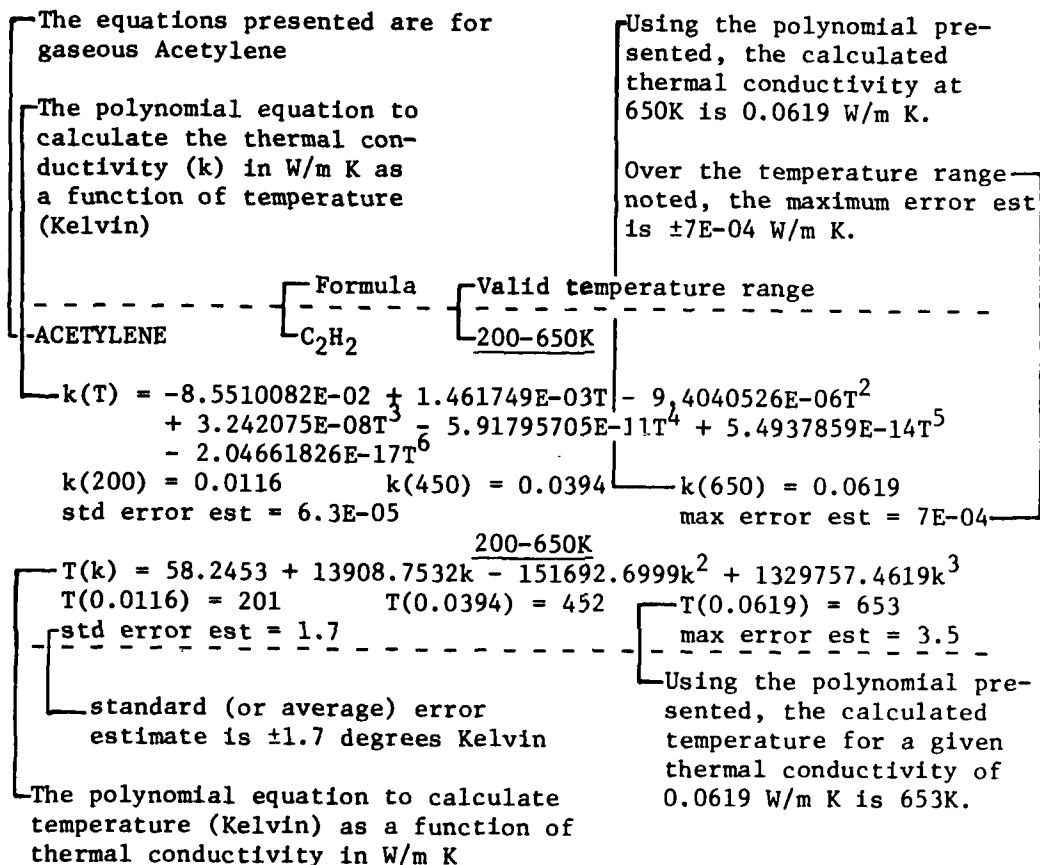 The equations presented are for
gaseous Acetylene
The polynomial equation to
calculate the thermal con-
ductivity (k) in W/m K as
a function of temperature
(Kelvin)
Using the polynomial pre-
sented, the calculated
thermal conductivity at
650K is 0.0619 W/m K.
Over the temperature range
noted, the maximum error est
is ±7E-04 W/m K.
Formula Valid temperature range
ACETYLENE C₂H₂ 200-650K
k(T) = -8.5510082E-02 + 1.461749E-03T - 9.4040526E-06T²
+ 3.242075E-08T³ - 5.91795705E-11T⁴ + 5.4937859E-14T⁵
- 2.04661826E-17T⁶
k(200) = 0.0116 k(450) = 0.0394 k(650) = 0.0619
std error est = 6.3E-05 max error est = 7E-04
200-650K
T(k) = 58.2453 + 13908.7532k - 151692.6999k² + 1329757.4619k³
T(0.0116) = 201 T(0.0394) = 452 T(0.0619) = 653
std error est = 1.7 max error est = 3.5
standard (or average) error
estimate is ±1.7 degrees Kelvin
Using the polynomial pre-
sented, the calculated
temperature for a given
thermal conductivity of
0.0619 W/m K is 653K.
The polynomial equation to calculate
temperature (Kelvin) as a function of
thermal conductivity in W/m K